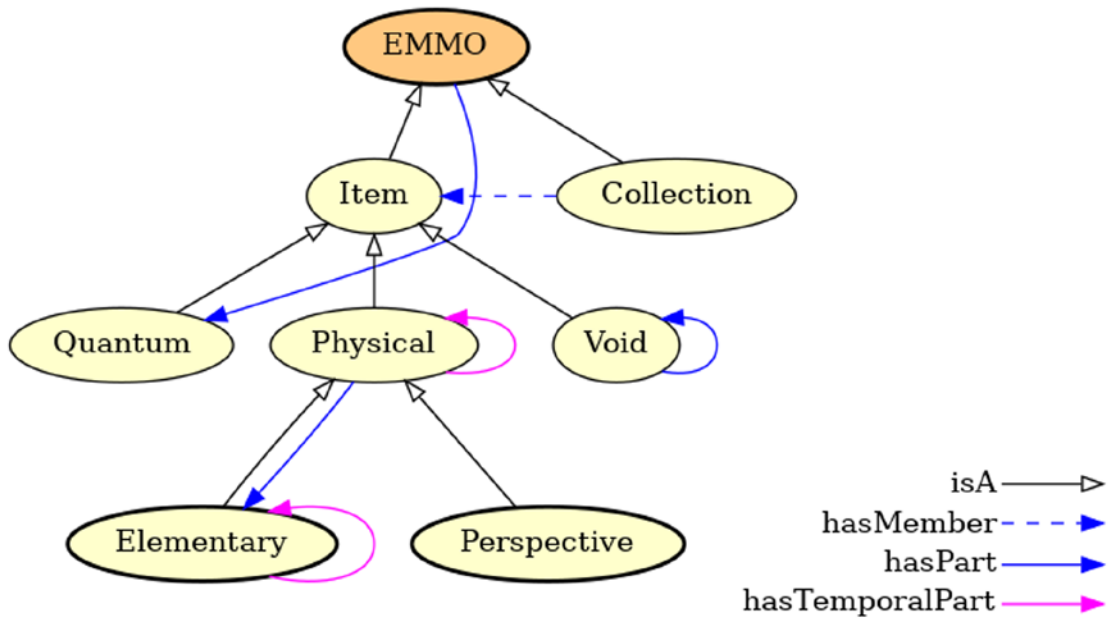 EMMO
Item
Collection
Quantum
Physical
Void
Elementary
Perspective
isA
hasMember
hasPart
hasTemporalPart